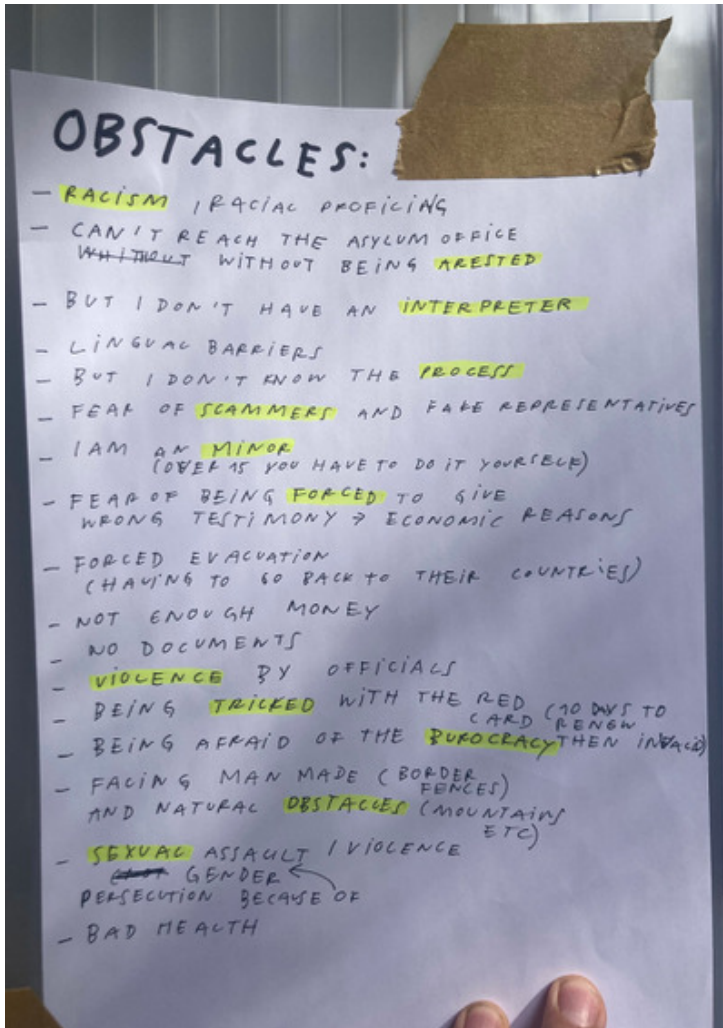 OBSTACLES:
- RACISM / RACIAL PROFICING
- CAN'T REACH THE ASYLUM OFFICE
WHITHOUT WITHOUT BEING ARESTED
- BUT I DON'T HAVE AN INTERPRETER
- LINGUAL BARRIERS
- BUT I DON'T KNOW THE PROCESS
- FEAR OF SCAMMERS AND FAKE REPRESENTATIVES
- I AM AN MINOR
(OVER 15 YOU HAVE TO DO IT YOURSELF)
- FEAR OF BEING FORCED TO GIVE
WRONG TESTIMONY → ECONOMIC REASONS
- FORCED EVACUATION
(HAVING TO GO BACK TO THEIR COUNTRIES)
- NOT ENOUGH MONEY
- NO DOCUMENTS
- VIOLENCE BY OFFICIALS
- BEING TRICKED WITH THE RED
CARD (10 DAYS TO
RENEW
- BEING AFRAID OF THE BUROCRACY THEN INVALID)
- FACING MAN MADE (BORDER
FENCES)
AND NATURAL OBSTACLES (MOUNTAINS
ETC)
- SEXUAL ASSAULT / VIOLENCE
GENDER
PERSECUTION BECAUSE OF
- BAD HEALTH